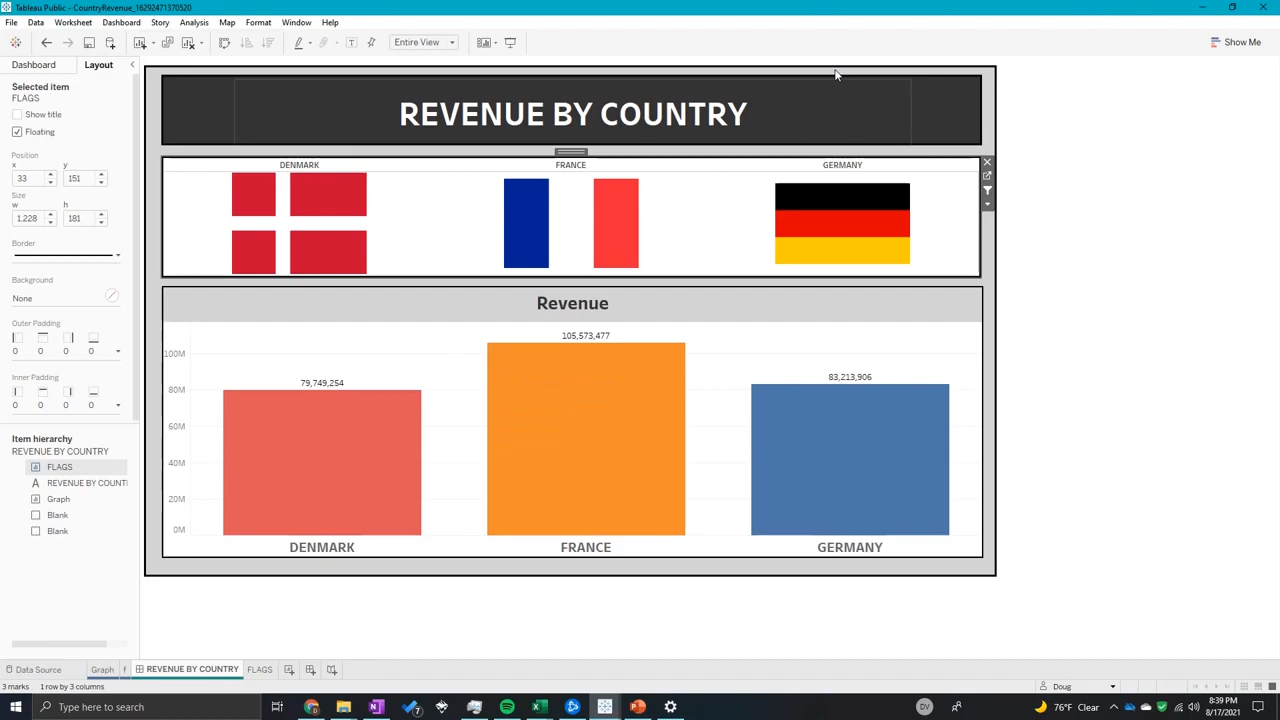 Tableau Public - CountryRevenue_16292471370520
File Data Worksheet Dashboard Story Analysis Map Format Window Help
Entire View
Show Me
Dashboard Layout
Selected item
FLAGS
Show title
Floating
Position
x y
33 151
Size
w h
1,228 181
Border
Background
None
Outer Padding
0 0 0 0
Inner Padding
0 0 0 0
Item hierarchy
REVENUE BY COUNTRY
FLAGS
A REVENUE BY COUNT
Graph
Blank
Blank
REVENUE BY COUNTRY
DENMARK FRANCE GERMANY
Revenue
105,573,477
100M
83,213,906
79,749,254
80M
60M
40M
20M
0M
DENMARK FRANCE GERMANY
Data Source Graph f REVENUE BY COUNTRY FLAGS
3 marks 1 row by 3 columns Doug
Type here to search
DV
76°F Clear
8:39 PM
8/17/2021